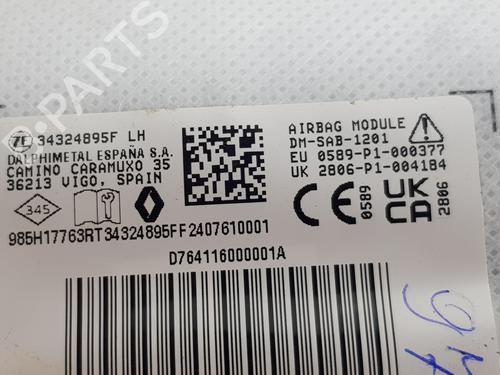 ZF 34324895F LH
DALPHIMETAL ESPAÑA S.A.
CAMINO CARAMUXO 35
36213 VIGO, SPAIN
AIRBAG MODULE
DM-SAB-1201
EU 0589-P1-000377
UK 2806-P1-004184
345
CE 0589
UK CA 2806
985H17763RT34324895FF2407610001
D764116000001A